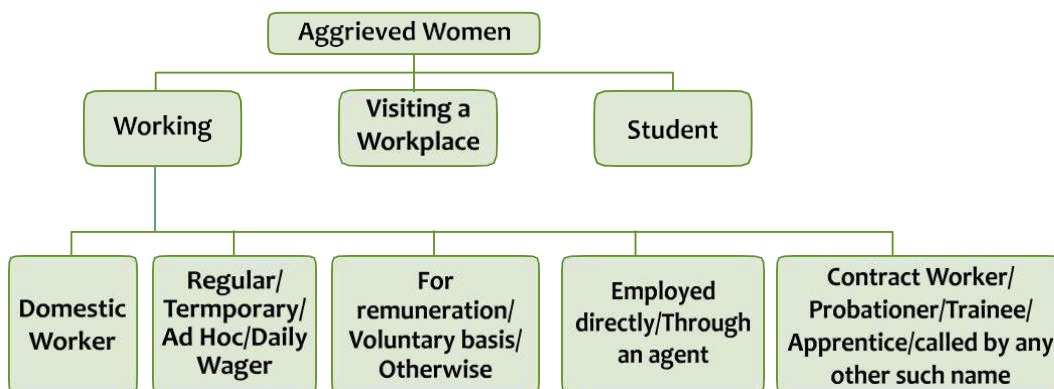 Aggrieved Women
Working
Visiting a
Workplace
Student
Domestic
Worker
Regular/
Termporary/
Ad Hoc/Daily
Wager
For
remuneration/
Voluntary basis/
Otherwise
Employed
directly/Through
an agent
Contract Worker/
Probationer/Trainee/
Apprentice/called by any
other such name